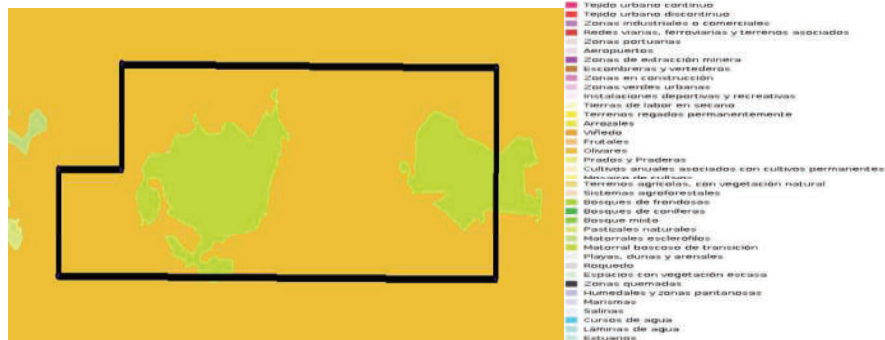 Tejido urbano continuo
Tejido urbano discontinuo
Zonas industriales o comerciales
Redes viarias, ferroviarias y terrenos asociados
Zonas portuarias
Aeropuertos
Zonas de extracción minera
Escombreras y vertederos
Zonas en construcción
Zonas verdes urbanas
Instalaciones deportivas y recreativas
Tierras de labor en secano
Terrenos regados permanentemente
Arrozales
Viñedo
Frutales
Olivares
Prados y Praderas
Cultivos anuales asociados con cultivos permanentes
Mosaico de cultivos
Terrenos agrícolas, con vegetación natural
Sistemas agroforestales
Bosques de frondosas
Bosques de coníferas
Bosque mixto
Pastizales naturales
Matorrales esclerófilos
Matorral boscoso de transición
Playas, dunas y arenales
Roquedo
Espacios con vegetación escasa
Zonas quemadas
Humedales y zonas pantanosas
Marismas
Salinas
Cursos de agua
Láminas de agua
Estuarios